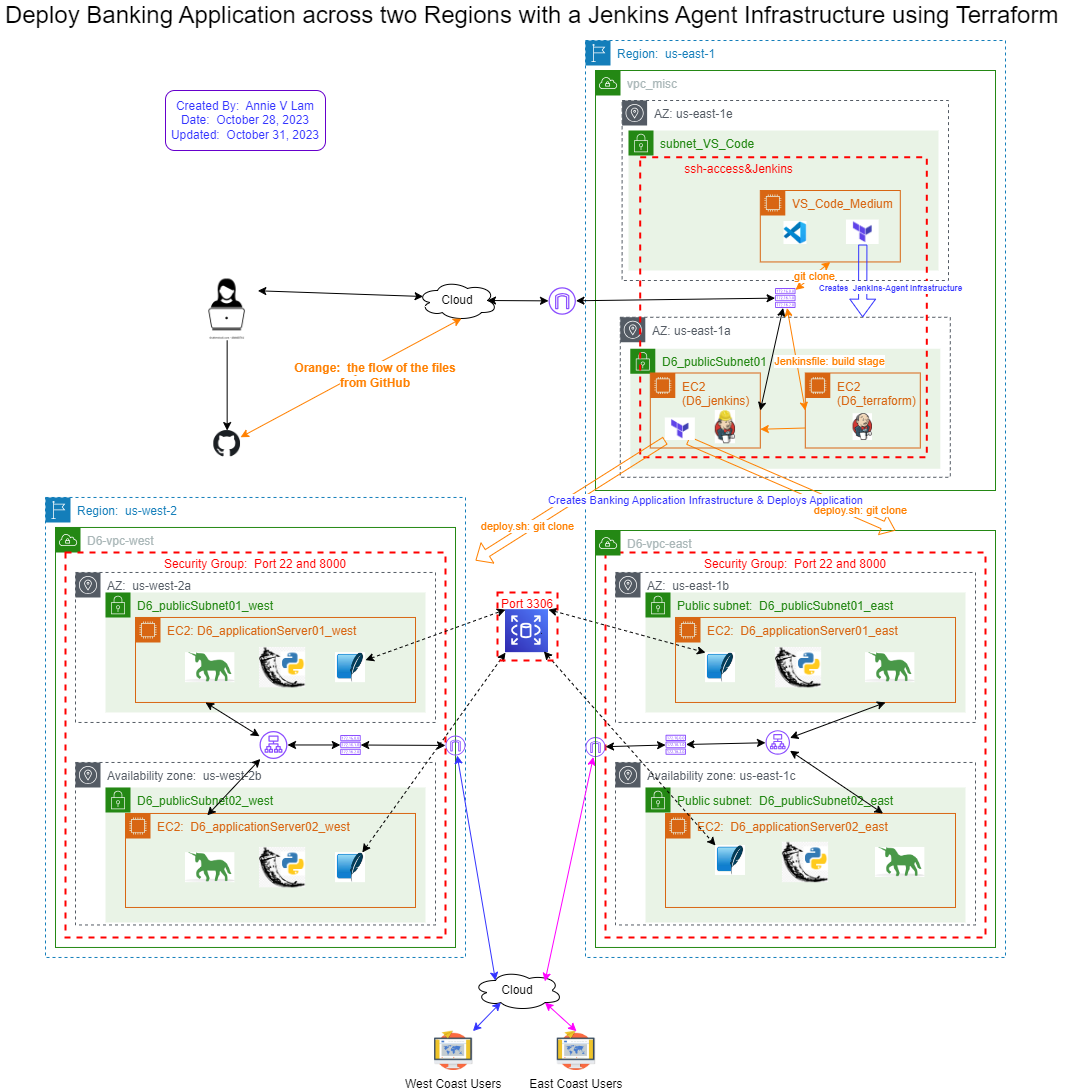 Deploy Banking Application across two Regions with a Jenkins Agent Infrastructure using Terraform
Region: us-east-1
vpc_misc
Created By: Annie V Lam
Date: October 28, 2023
Updated: October 31, 2023
AZ: us-east-1e
subnet_VS_Code
ssh-access&Jenkins
VS_Code_Medium
git clone
Creates Jenkins-Agent Infrastructure
Cloud
AZ: us-east-1a
D6_publicSubnet01
Jenkinsfile: build stage
Orange: the flow of the files
from GitHub
EC2
(D6_jenkins)
EC2
(D6_terraform)
Creates Banking Application Infrastructure & Deploys Application
deploy.sh: git clone
deploy.sh: git clone
Region: us-west-2
D6-vpc-west
Security Group: Port 22 and 8000
AZ: us-west-2a
D6_publicSubnet01_west
EC2: D6_applicationServer01_west
Port 3306
D6-vpc-east
Security Group: Port 22 and 8000
AZ: us-east-1b
Public subnet: D6_publicSubnet01_east
EC2: D6_applicationServer01_east
Availability zone: us-west-2b
D6_publicSubnet02_west
EC2: D6_applicationServer02_west
Availability zone: us-east-1c
Public subnet: D6_publicSubnet02_east
EC2: D6_applicationServer02_east
Cloud
West Coast Users
East Coast Users